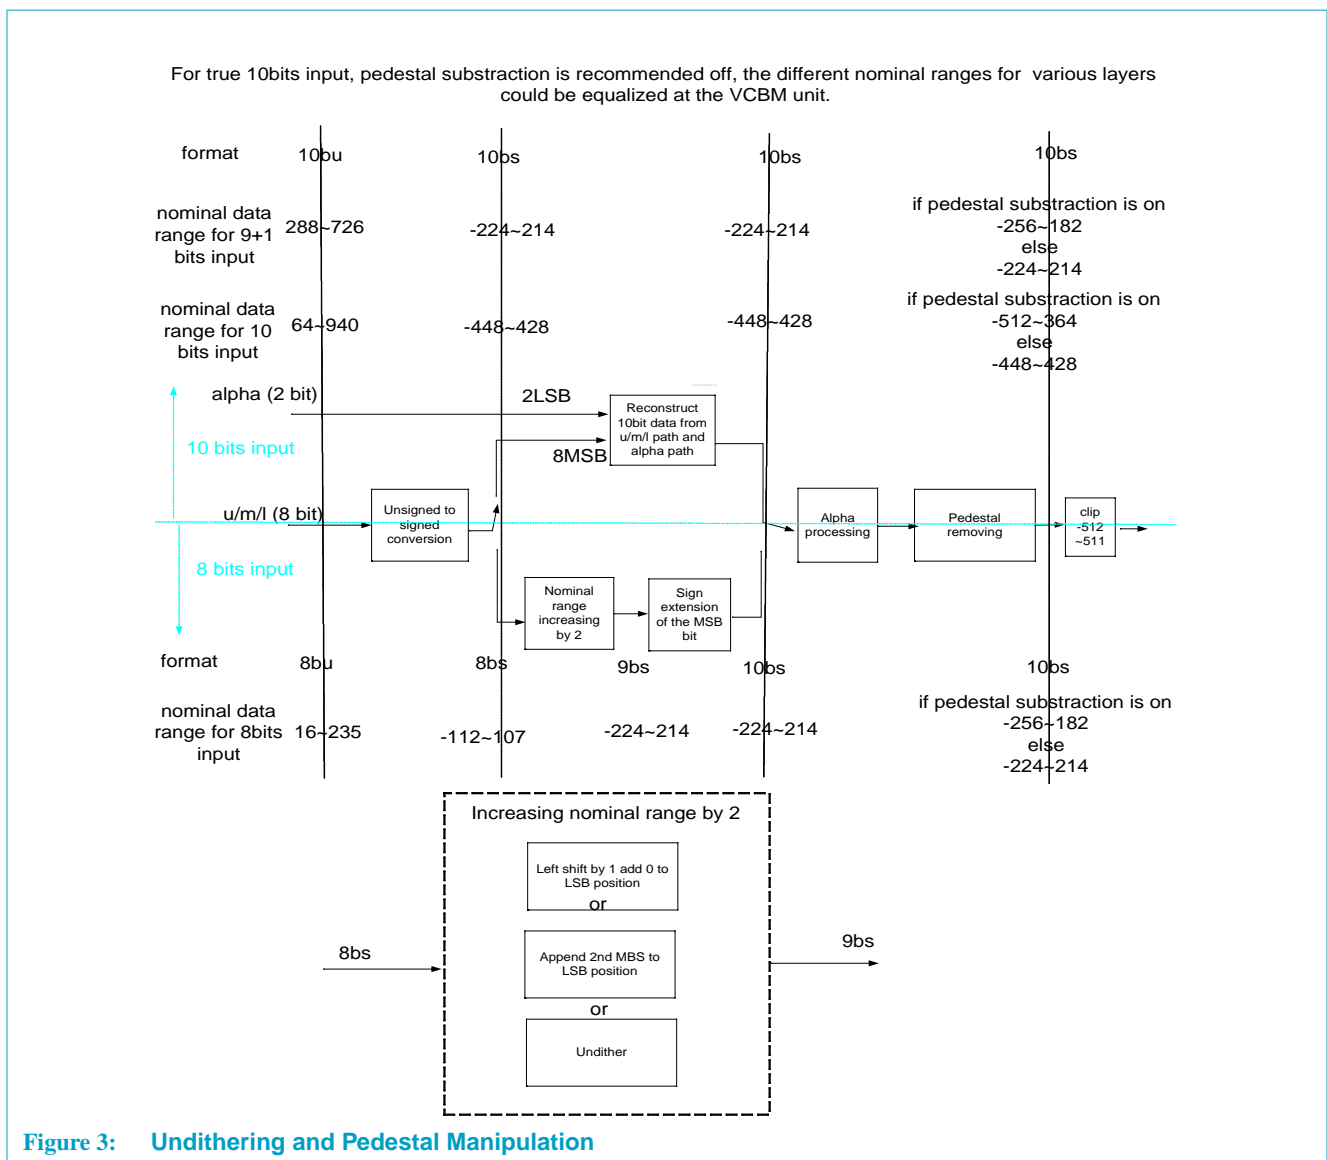 For true 10bits input, pedestal substraction is recommended off, the different nominal ranges for various layers
could be equalized at the VCBM unit.
format 10bu 10bs 10bs 10bs
nominal data
range for 9+1
bits input
288~726 -224~214 -224~214
if pedestal substraction is on
-256~182
else
-224~214
nominal data
range for 10
bits input
64~940 -448~428 -448~428
if pedestal substraction is on
-512~364
else
-448~428
alpha (2 bit)
2LSB
Reconstruct
10bit data from
u/m/l path and
alpha path
10 bits input
8MSB
u/m/l (8 bit)
Unsigned to
signed
conversion
Alpha
processing
Pedestal
removing
clip
-512
~511
8 bits input
Nominal
range
increasing
by 2
Sign
extension
of the MSB
bit
format 8bu 8bs 9bs 10bs 10bs
nominal data
range for 8bits
input
16~235 -112~107 -224~214 -224~214
if pedestal substraction is on
-256~182
else
-224~214
Increasing nominal range by 2
Left shift by 1 add 0 to
LSB position
or
8bs
Append 2nd MBS to
LSB position
9bs
or
Undither
Figure 3: Undithering and Pedestal Manipulation